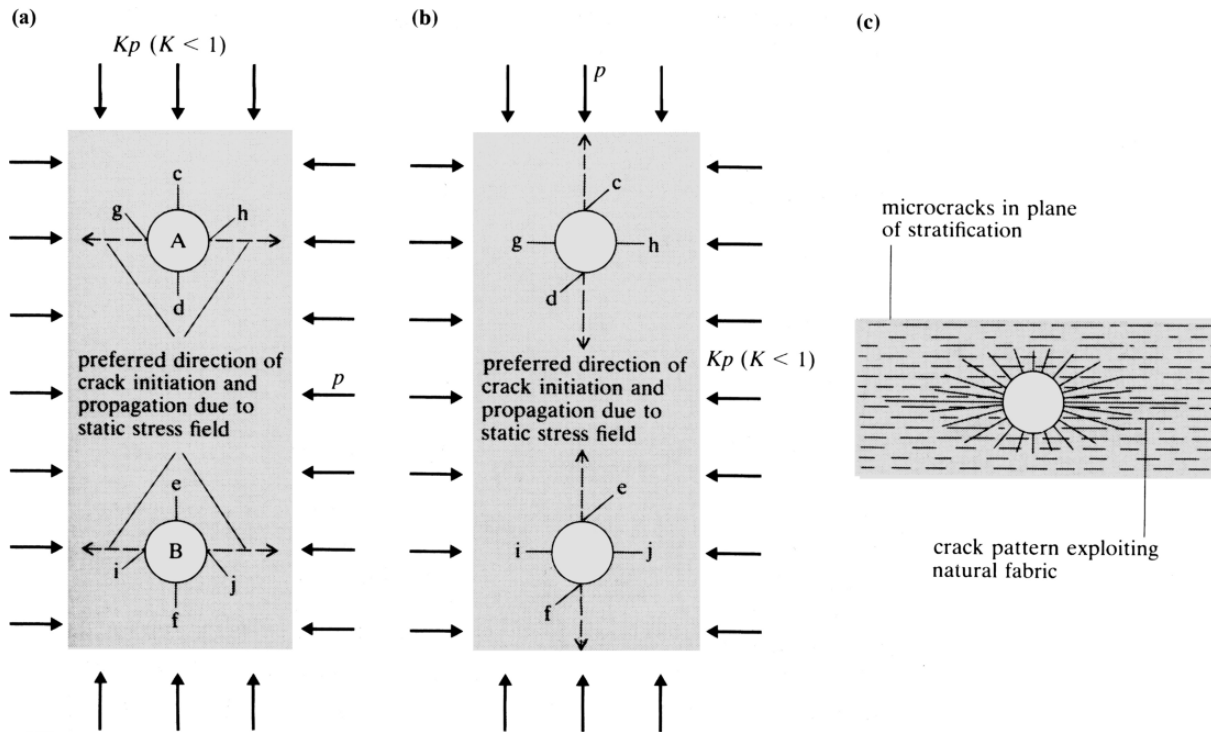 (a)
Kp (K < 1)
c
g
h
A
d
preferred direction of
crack initiation and
propagation due to
static stress field
p
e
B
i
j
f
(b)
p
c
g
h
d
preferred direction of
crack initiation and
propagation due to
static stress field
Kp (K < 1)
e
i
j
f
(c)
microcracks in plane
of stratification
crack pattern exploiting
natural fabric